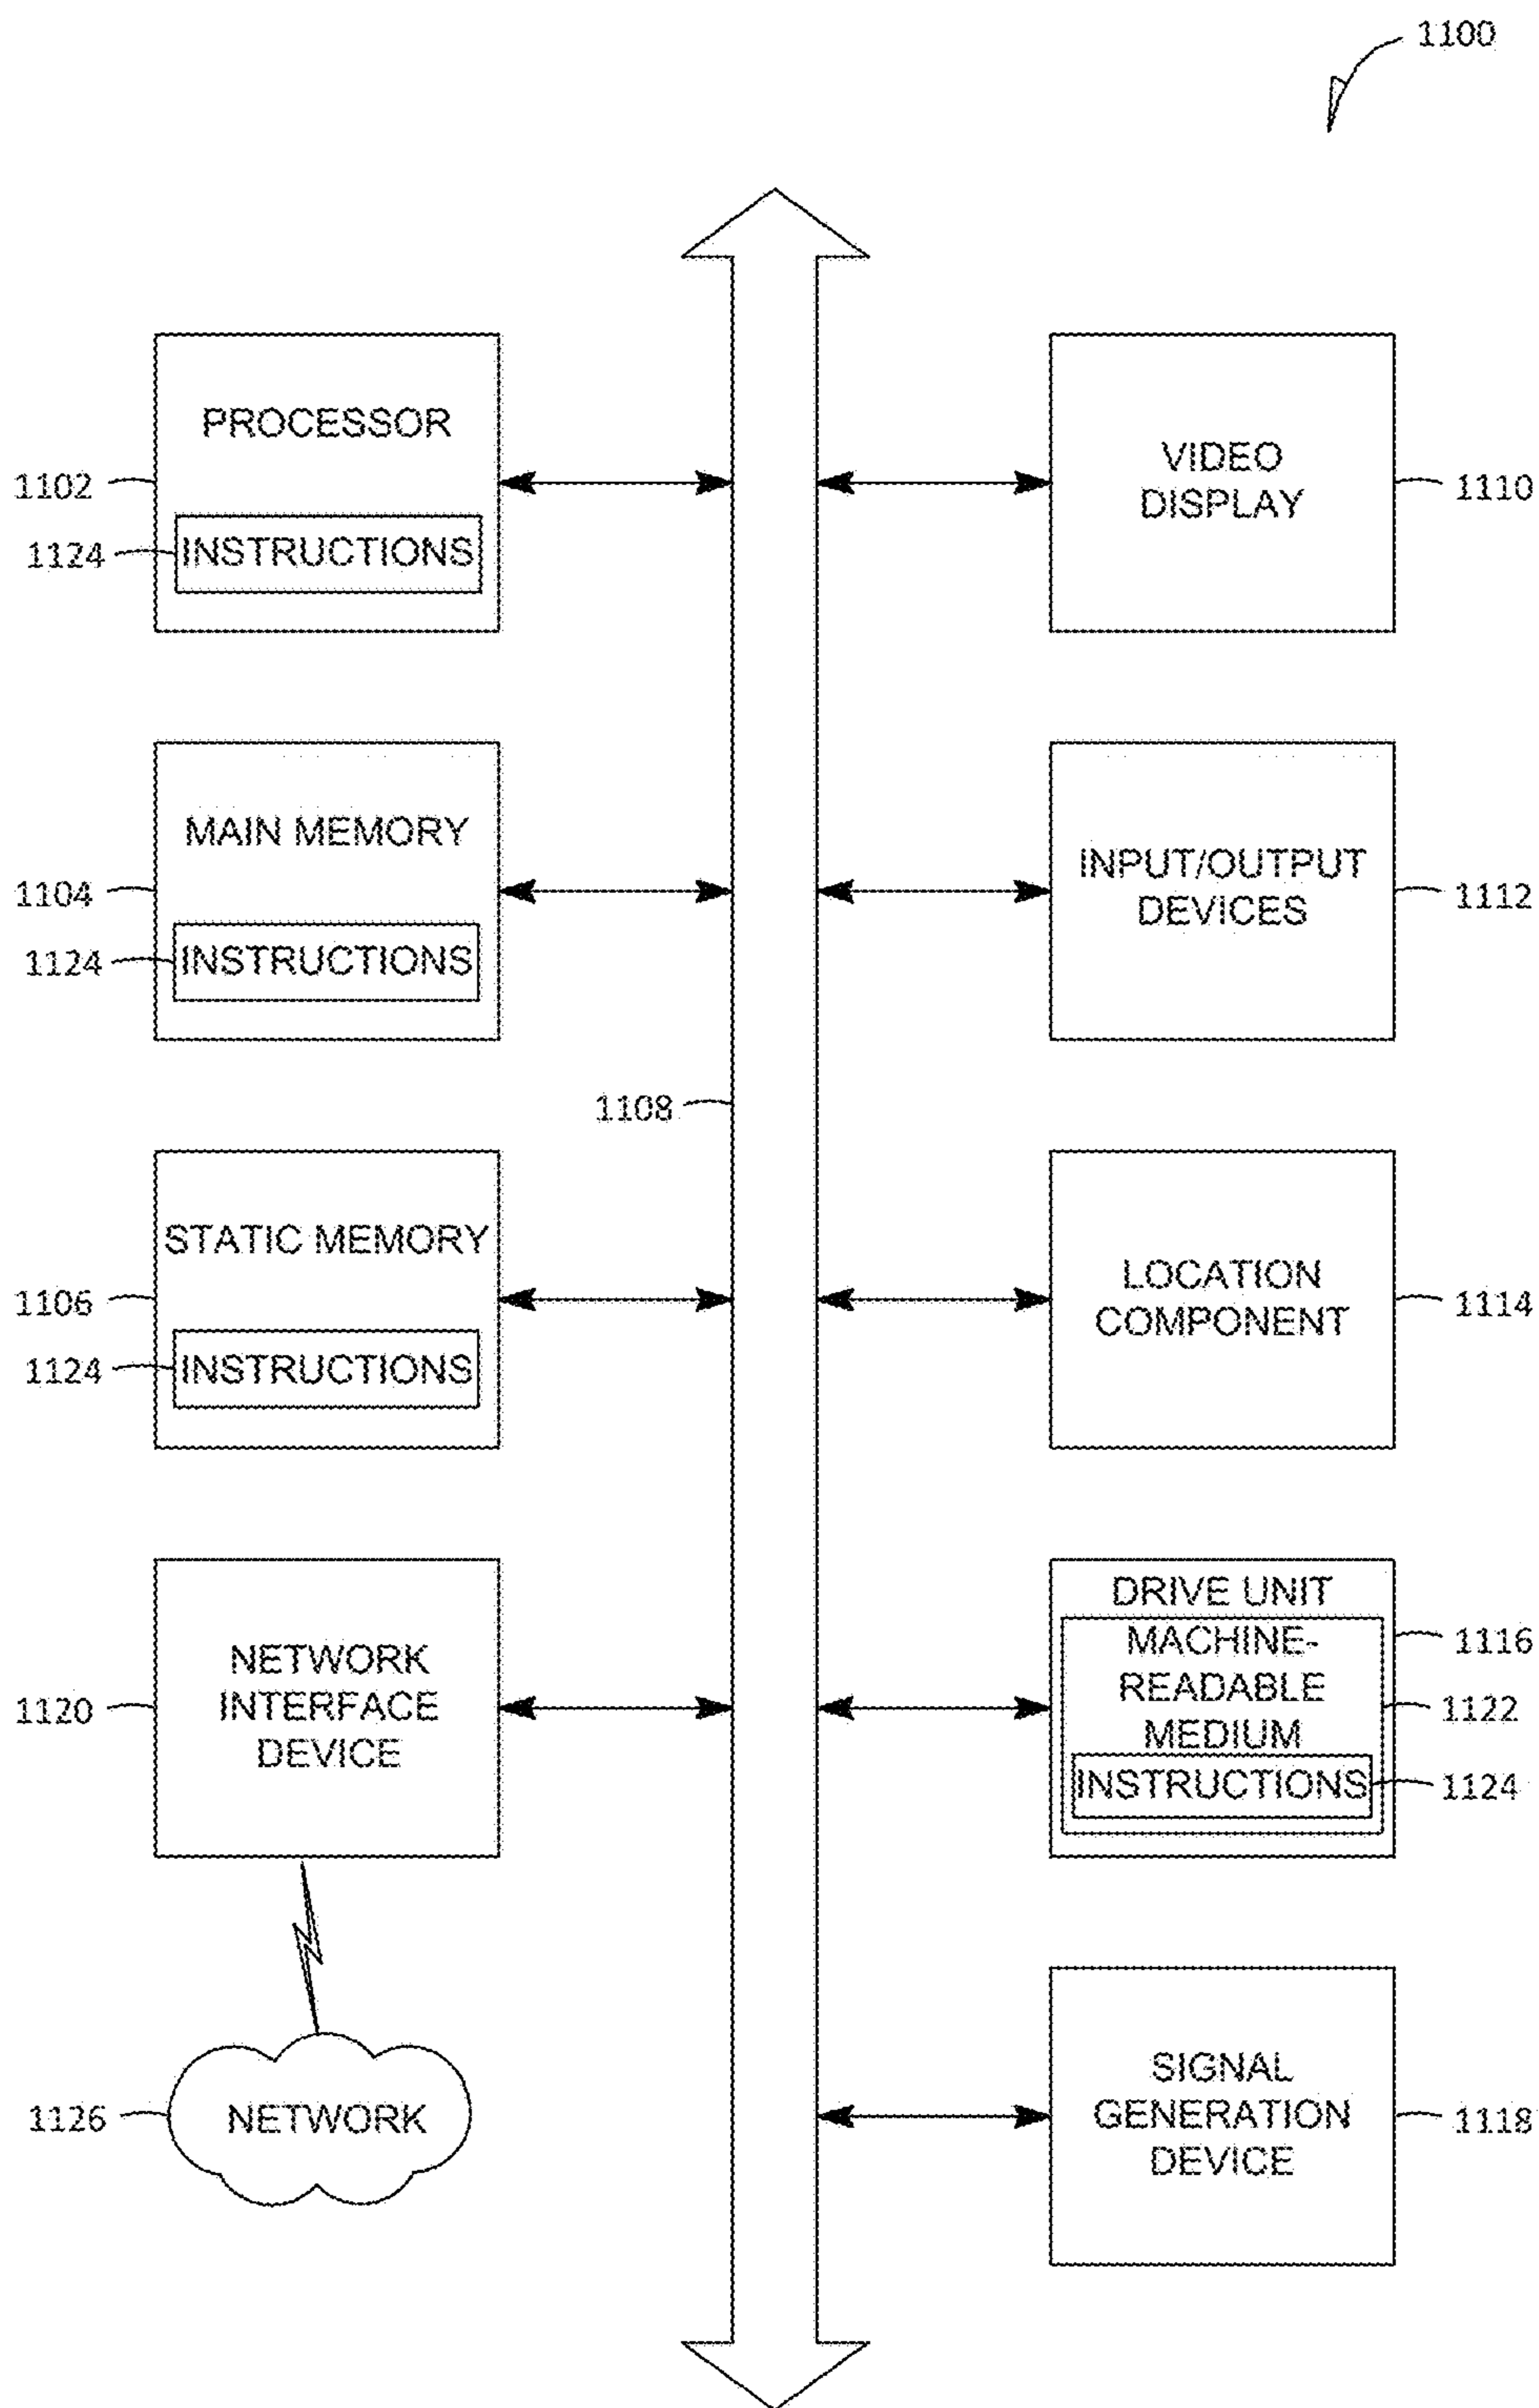 1100
PROCESSOR
1102
1124
INSTRUCTIONS
VIDEO
DISPLAY
1110
MAIN MEMORY
1104
1124
INSTRUCTIONS
INPUT/OUTPUT
DEVICES
1112
1108
STATIC MEMORY
1106
1124
INSTRUCTIONS
LOCATION
COMPONENT
1114
NETWORK
INTERFACE
DEVICE
1120
DRIVE UNIT
MACHINE-
READABLE
MEDIUM
INSTRUCTIONS
1116
1122
1124
NETWORK
1126
SIGNAL
GENERATION
DEVICE
1118